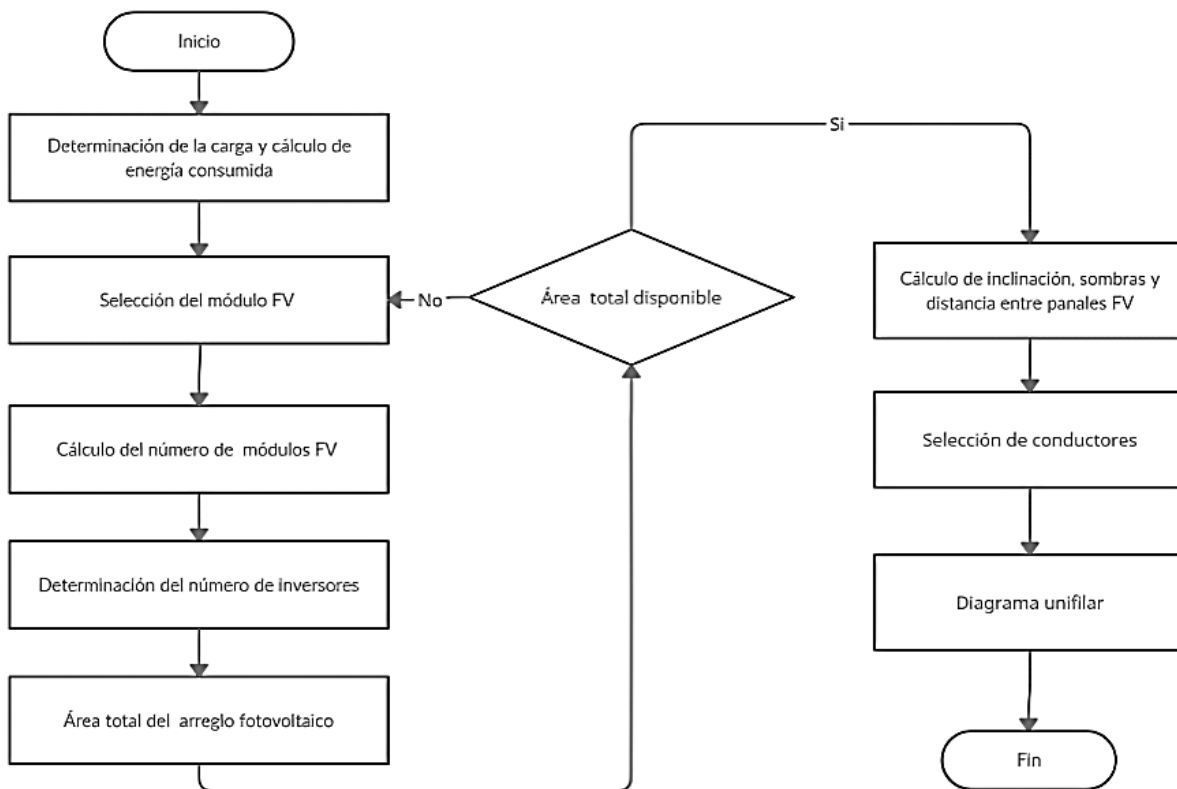 Inicio
Determinación de la carga y cálculo de
energía consumida
Selección del módulo FV
Cálculo del número de módulos FV
Determinación del número de inversores
Área total del arreglo fotovoltaico
Área total disponible
No
Si
Cálculo de inclinación, sombras y
distancia entre panales FV
Selección de conductores
Diagrama unifilar
Fin